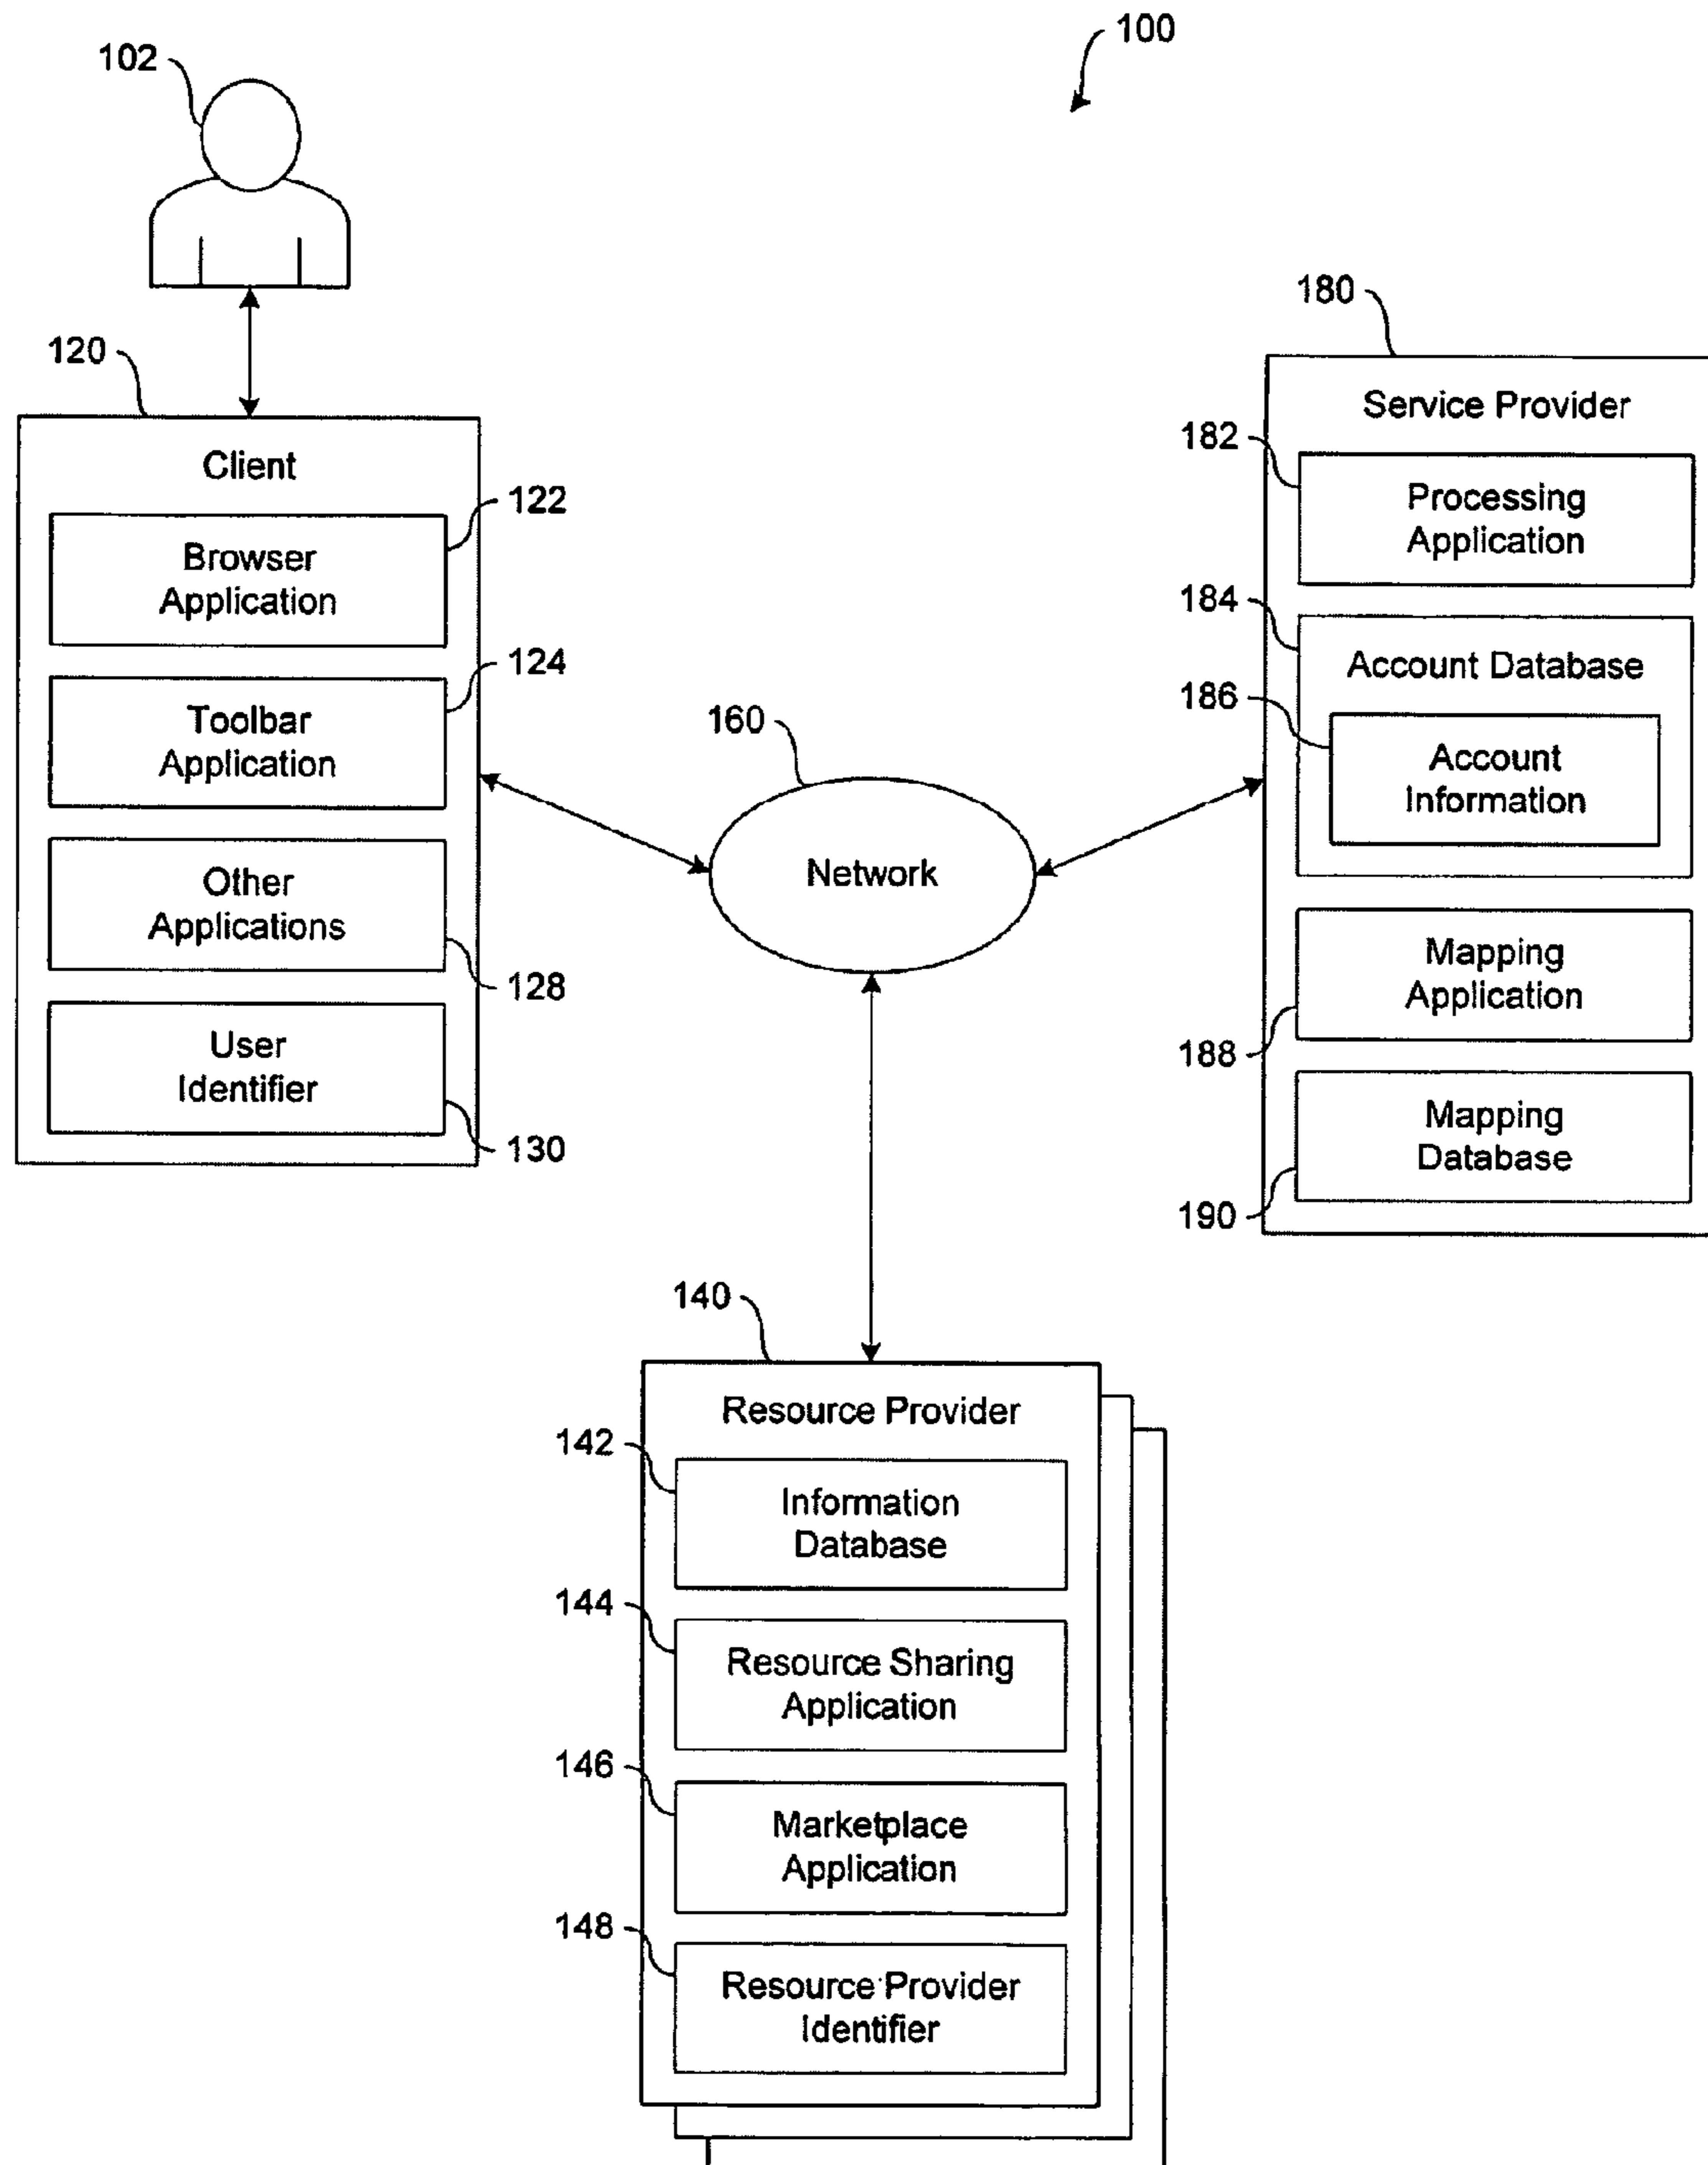 100
102
120
Client
122
Browser
Application
124
Toolbar
Application
Other
Applications
128
User
Identifier
130
160
Network
180
Service Provider
182
Processing
Application
184
Account Database
186
Account
Information
Mapping
Application
188
Mapping
Database
190
140
Resource Provider
142
Information
Database
144
Resource Sharing
Application
146
Marketplace
Application
148
Resource Provider
Identifier